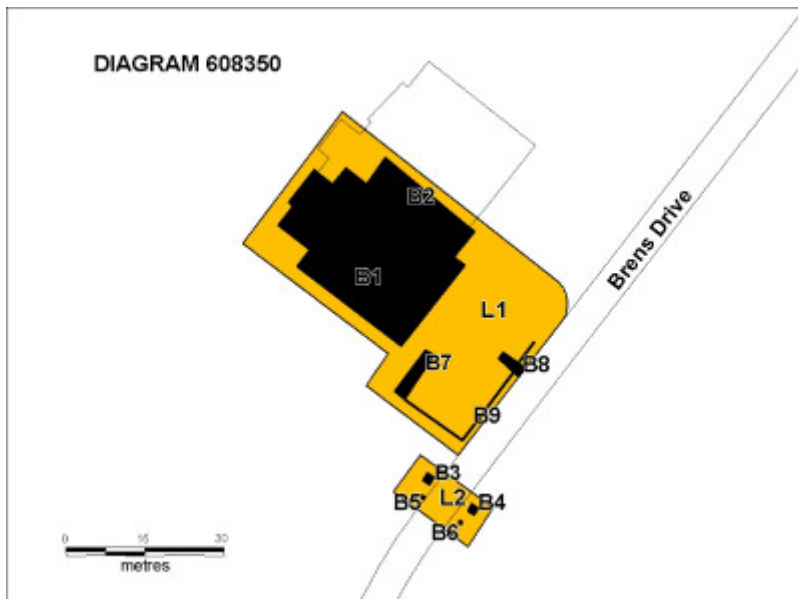 DIAGRAM 608350
B2
Brens Drive
B1
L1
B7
B8
B9
B3
B5
L2
B4
B6
0 15 30
metres